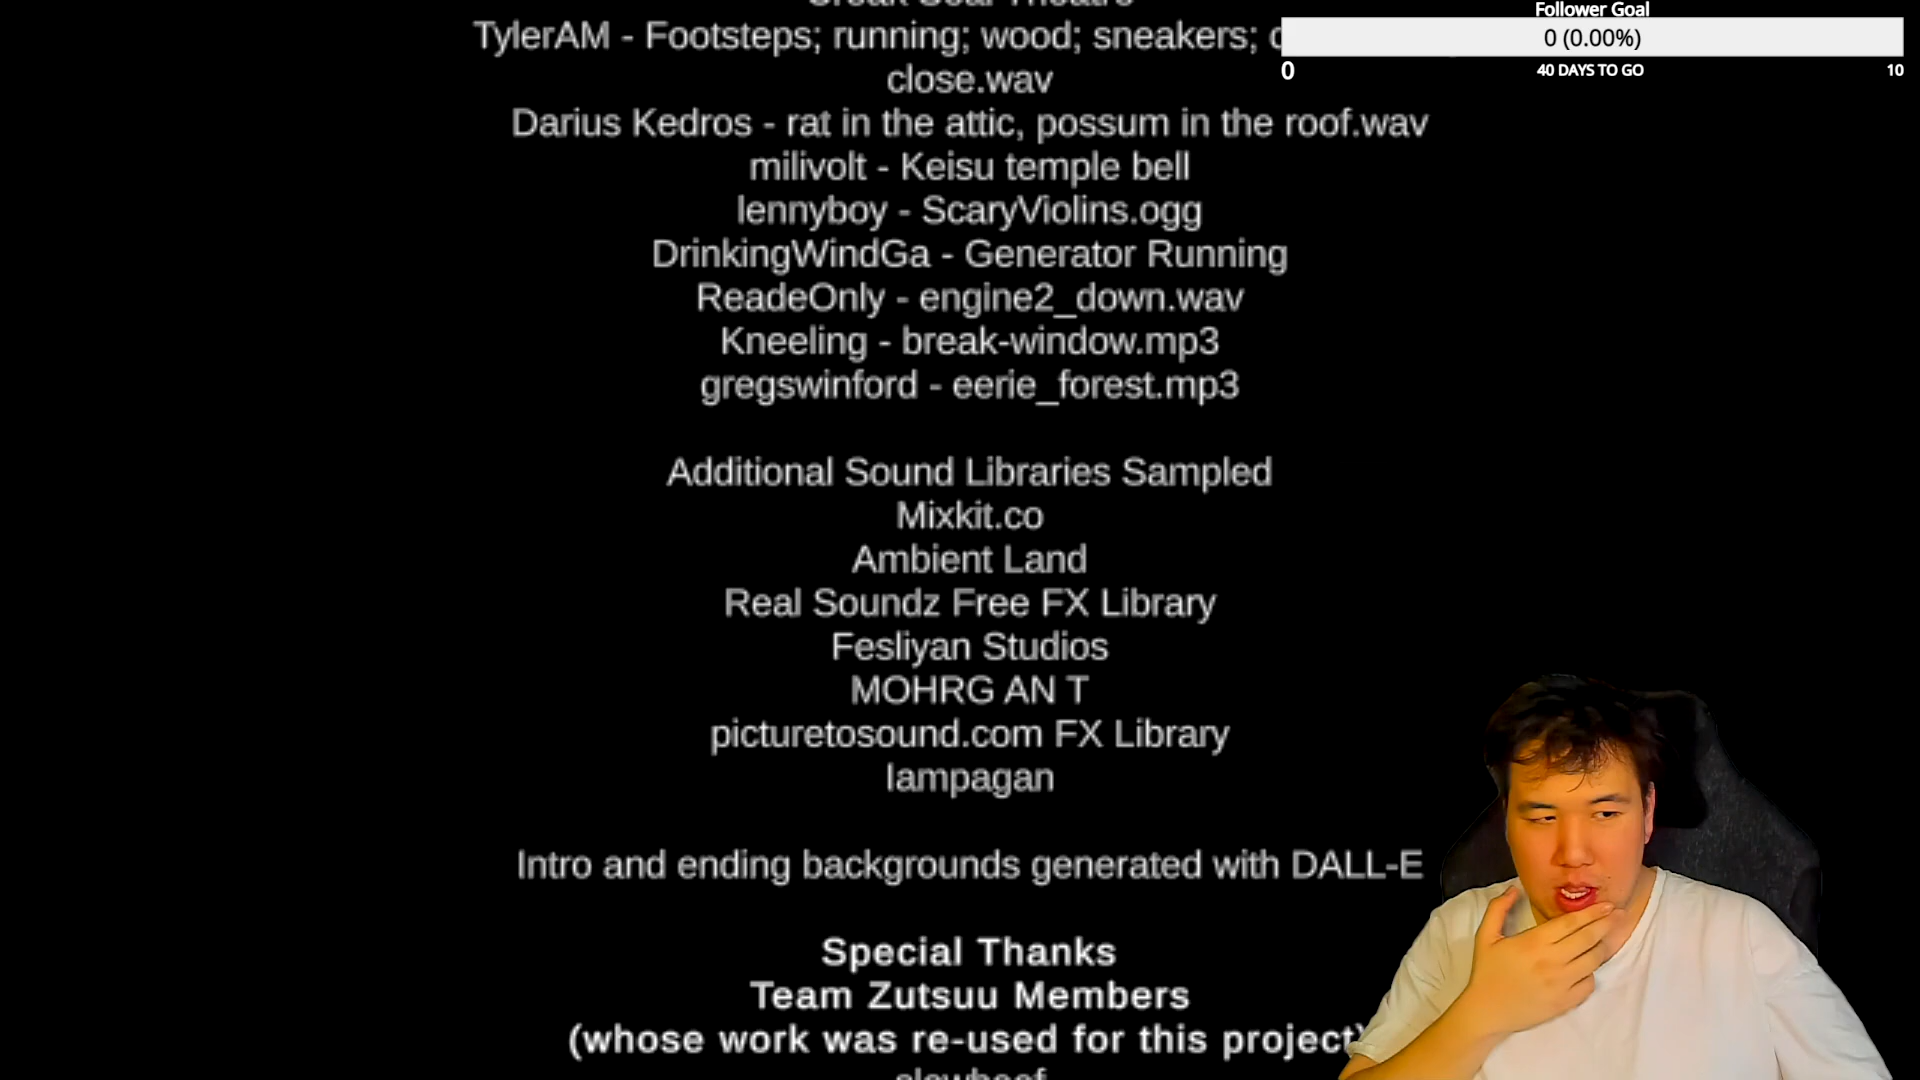 Follower Goal
0 (0.00%)
0
40 DAYS TO GO
10
TylerAM - Footsteps; running; wood; sneakers;
close.wav
Darius Kedros - rat in the attic, possum in the roof.wav
milivolt - Keisu temple bell
lennyboy - ScaryViolins.ogg
DrinkingWindGa - Generator Running
ReadeOnly - engine2_down.wav
Kneeling - break-window.mp3
gregswinford - eerie_forest.mp3
Additional Sound Libraries Sampled
Mixkit.co
Ambient Land
Real Soundz Free FX Library
Fesliyan Studios
MOHRG AN T
picturetosound.com FX Library
lampagan
Intro and ending backgrounds generated with DALL-E
Special Thanks
Team Zutsuu Members
(whose work was re-used for this project)